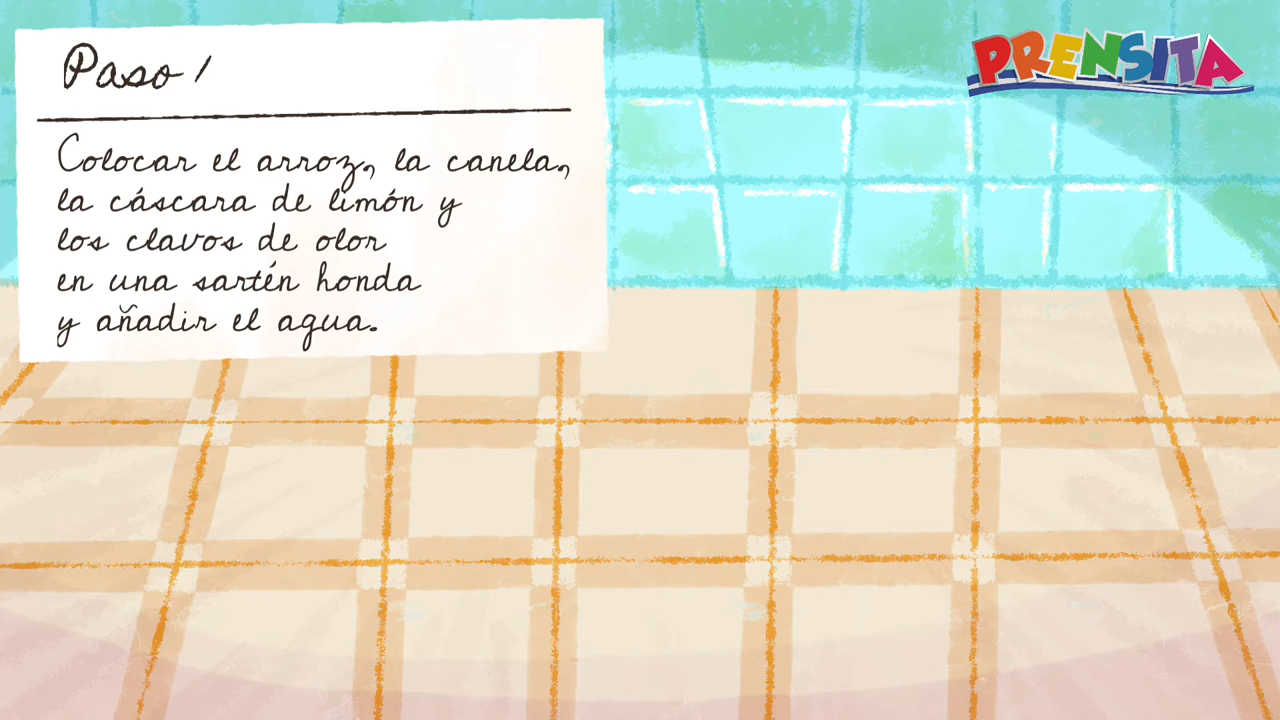 Paso 1
Colocar el arroz, la canela,
la cáscara de limón y
los clavos de olor
en una sartén honda
y añadir el agua.
PRENSITA